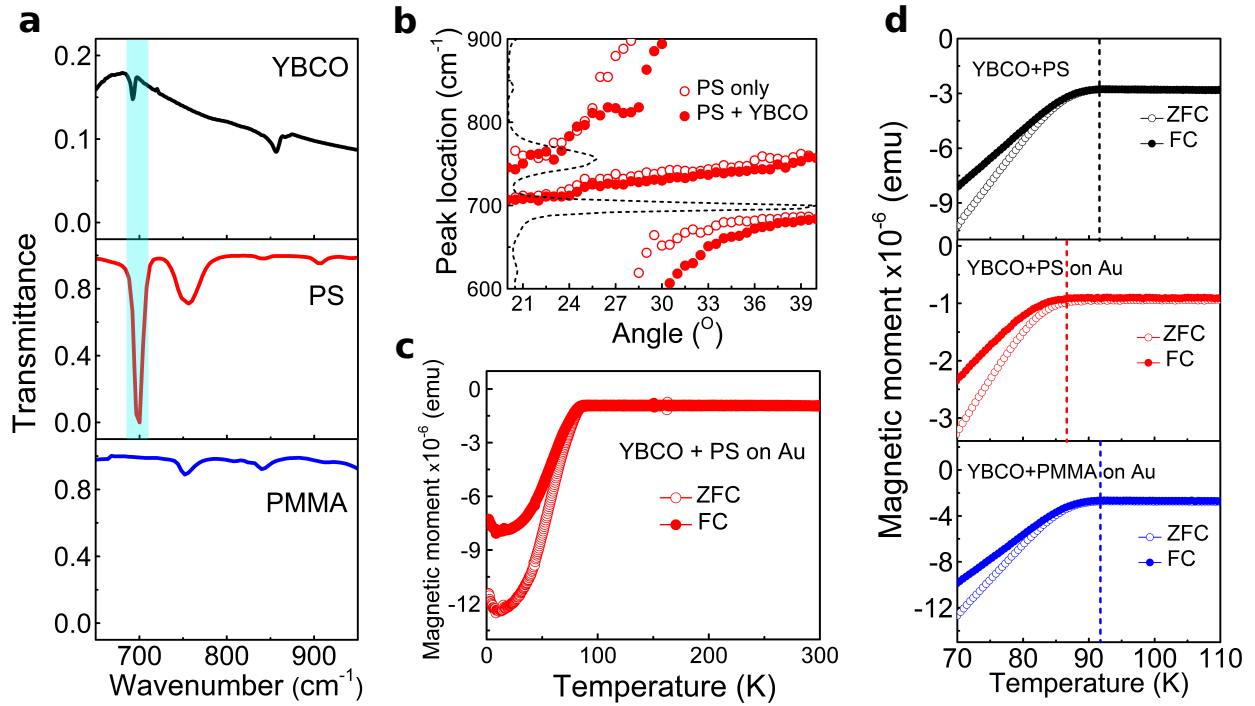 a
0.2
0.1
0.0
YBCO
0.8
0.4
0.0
PS
0.8
0.4
0.0
PMMA
Transmittance
700 800 900
Wavenumber (cm⁻¹)
b
900
800
700
600
Peak location (cm⁻¹)
PS only
PS + YBCO
21 24 27 30 33 36 39
Angle (O)
c
0
-3
-6
-9
-12
Magnetic moment x10⁻⁶ (emu)
YBCO + PS on Au
ZFC
FC
0 100 200 300
Temperature (K)
d
0
-3
-6
-9
YBCO+PS
ZFC
FC
0
-1
-2
-3
YBCO+PS on Au
ZFC
FC
0
-4
-8
-12
YBCO+PMMA on Au
ZFC
FC
Magnetic moment x10⁻⁶ (emu)
70 80 90 100 110
Temperature (K)